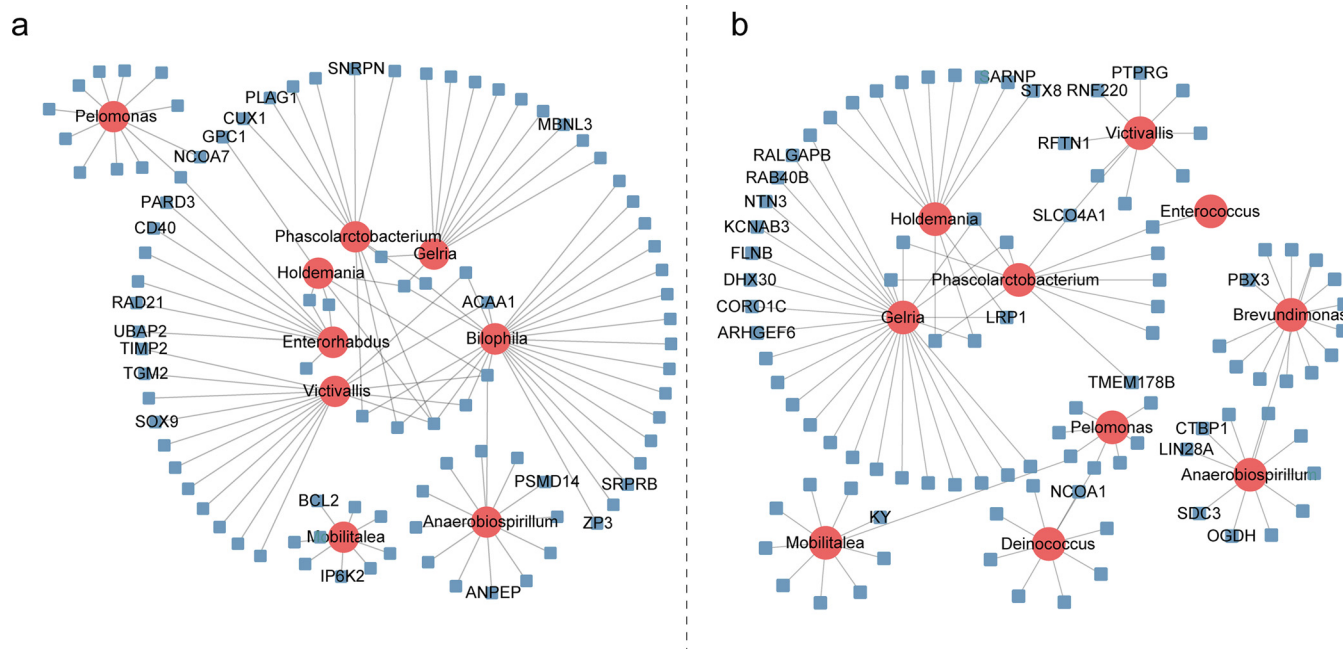 a
SNRPN
PLAG1
CUX1
GPC1
MBNL3
Pelomonas
NCOA7
PARD3
CD40
Phascolarctobacterium
Gelria
Holdemania
RAD21
ACAA1
UBAP2
Enterorhabdus
Bilophila
TIMP2
TGM2
Victivallis
SOX9
BCL2
PSMD14
SRPRB
Mobilitalea
Anaerobiospirillum
ZP3
IP6K2
ANPEP
b
SARNP
STX8
RNF220
PTPRG
Victivallis
RFTN1
RALGAPB
RAB40B
NTN3
KCNAB3
FLNB
DHX30
CORO1C
ARHGEF6
Holdemania
SLCO4A1
Enterococcus
Phascolarctobacterium
PBX3
Gelria
LRP1
Brevundimonas
TMEM178B
Pelomonas
CTBP1
LIN28A
Anaerobiospirillum
NCOA1
KY
SDC3
OGDH
Mobilitalea
Deinococcus